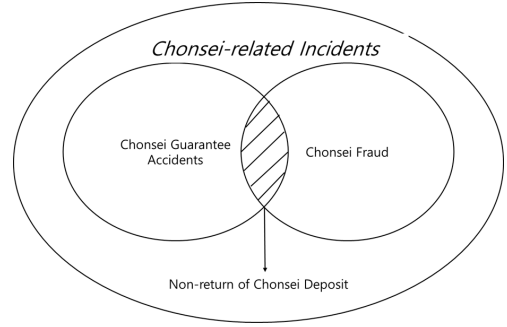 Chonsei-related Incidents
Chonsei Guarantee
Accidents
Chonsei Fraud
Non-return of Chonsei Deposit